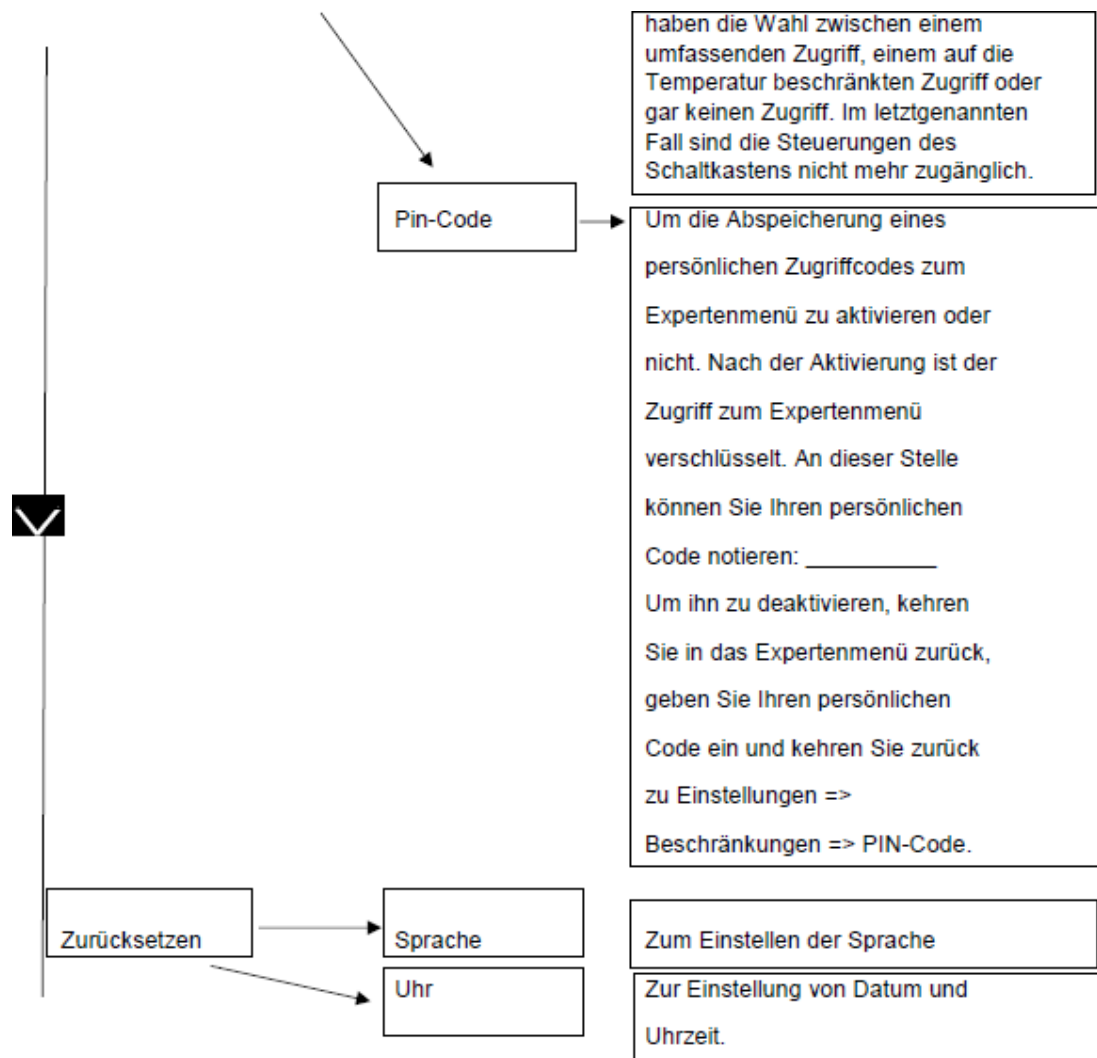 haben die Wahl zwischen einem
umfassenden Zugriff, einem auf die
Temperatur beschränkten Zugriff oder
gar keinen Zugriff. Im letztgenannten
Fall sind die Steuerungen des
Schaltkastens nicht mehr zugänglich.
Pin-Code
Um die Abspeicherung eines
persönlichen Zugriffcodes zum
Expertenmenü zu aktivieren oder
nicht. Nach der Aktivierung ist der
Zugriff zum Expertenmenü
verschlüsselt. An dieser Stelle
können Sie Ihren persönlichen
Code notieren: __________
Um ihn zu deaktivieren, kehren
Sie in das Expertenmenü zurück,
geben Sie Ihren persönlichen
Code ein und kehren Sie zurück
zu Einstellungen =>
Beschränkungen => PIN-Code.
Zurücksetzen
Sprache
Zum Einstellen der Sprache
Uhr
Zur Einstellung von Datum und
Uhrzeit.